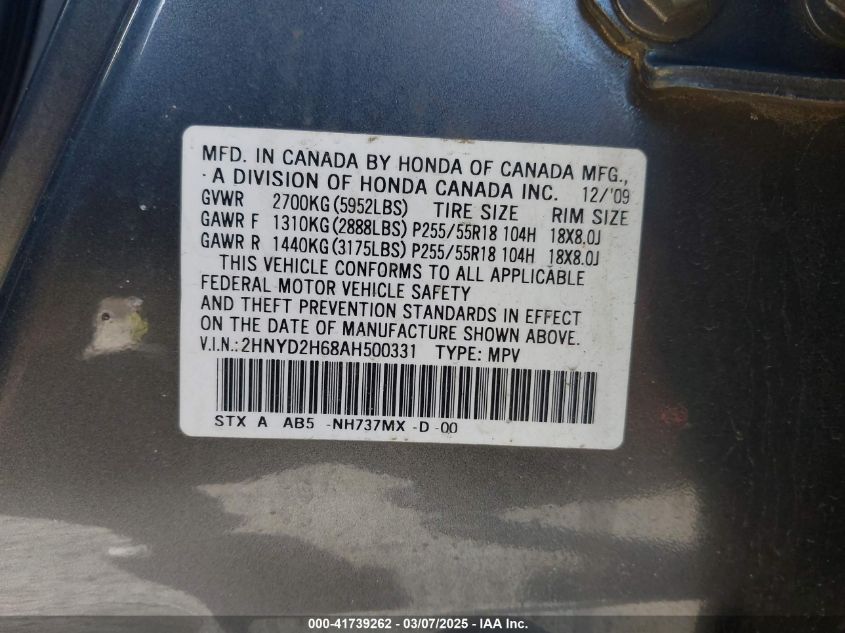 MFD. IN CANADA BY HONDA OF CANADA MFG.,
A DIVISION OF HONDA CANADA INC. 12/'09
GVWR 2700KG(5952LBS) TIRE SIZE RIM SIZE
GAWR F 1310KG(2888LBS) P255/55R18 104H 18X8.0J
GAWR R 1440KG(3175LBS) P255/55R18 104H 18X8.0J
THIS VEHICLE CONFORMS TO ALL APPLICABLE
FEDERAL MOTOR VEHICLE SAFETY
AND THEFT PREVENTION STANDARDS IN EFFECT
ON THE DATE OF MANUFACTURE SHOWN ABOVE.
V.I.N.: 2HNYD2H68AH500331 TYPE: MPV
STX A AB5 -NH737MX -D -00
000-41739262 - 03/07/2025 - IAA Inc.